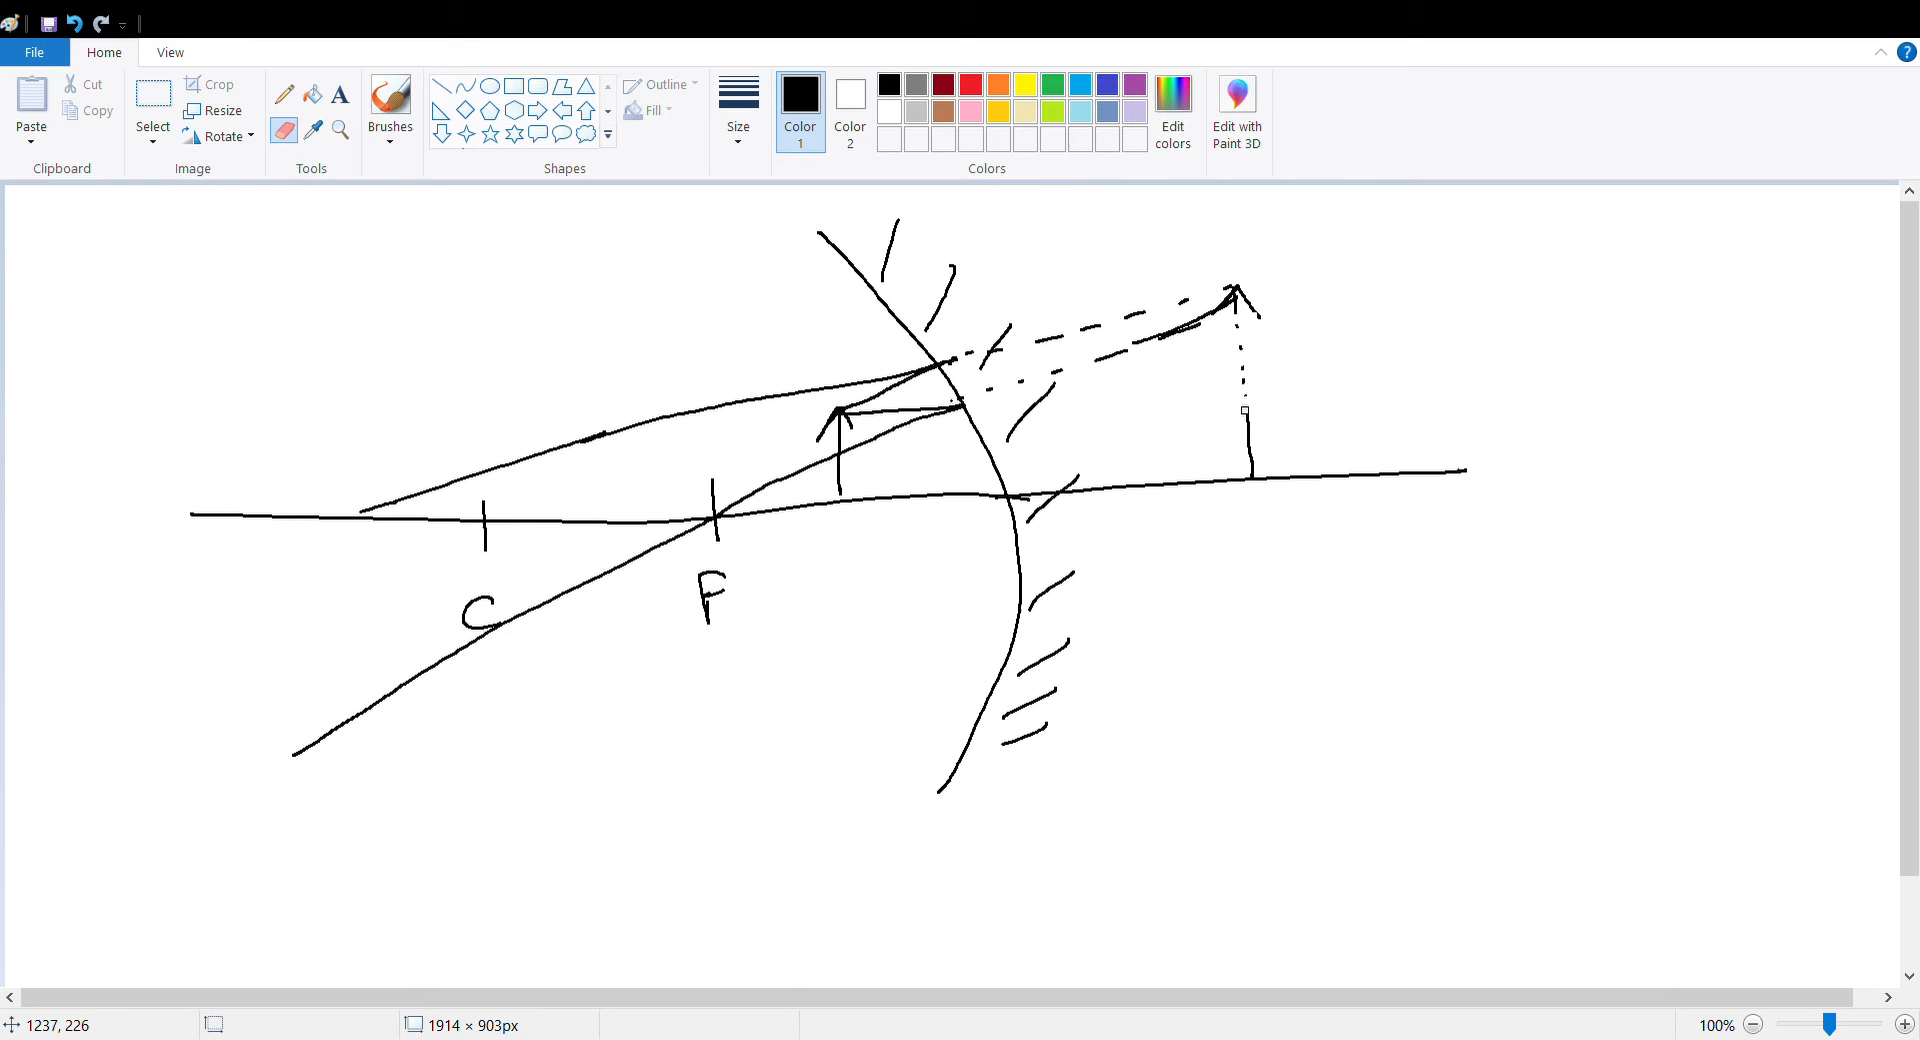 File Home View
Paste
Cut
Copy
Clipboard
Select
Crop
Resize
Rotate
Image
Tools
Brushes
Shapes
Outline
Fill
Size
Color
1
Color
2
Edit
colors
Colors
Edit with
Paint 3D
C
F
1237, 226
1914 × 903px
100%